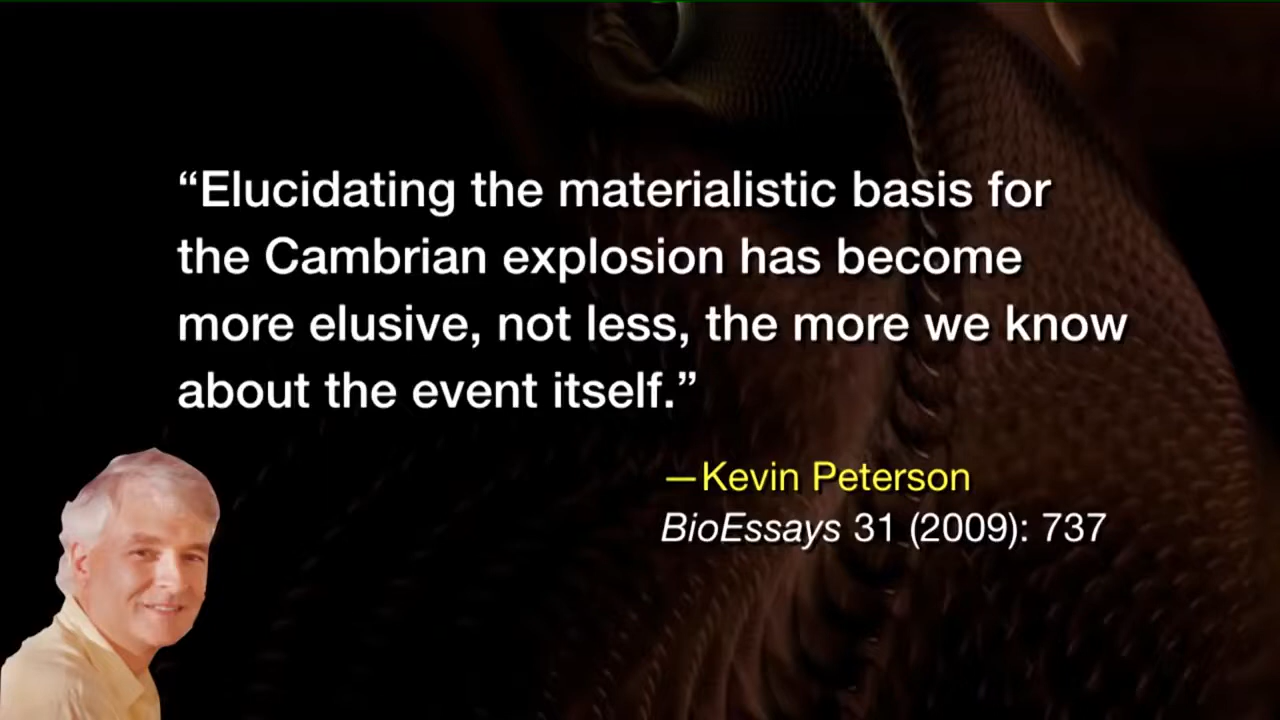 “Elucidating the materialistic basis for
the Cambrian explosion has become
more elusive, not less, the more we know
about the event itself.”
—Kevin Peterson
BioEssays 31 (2009): 737